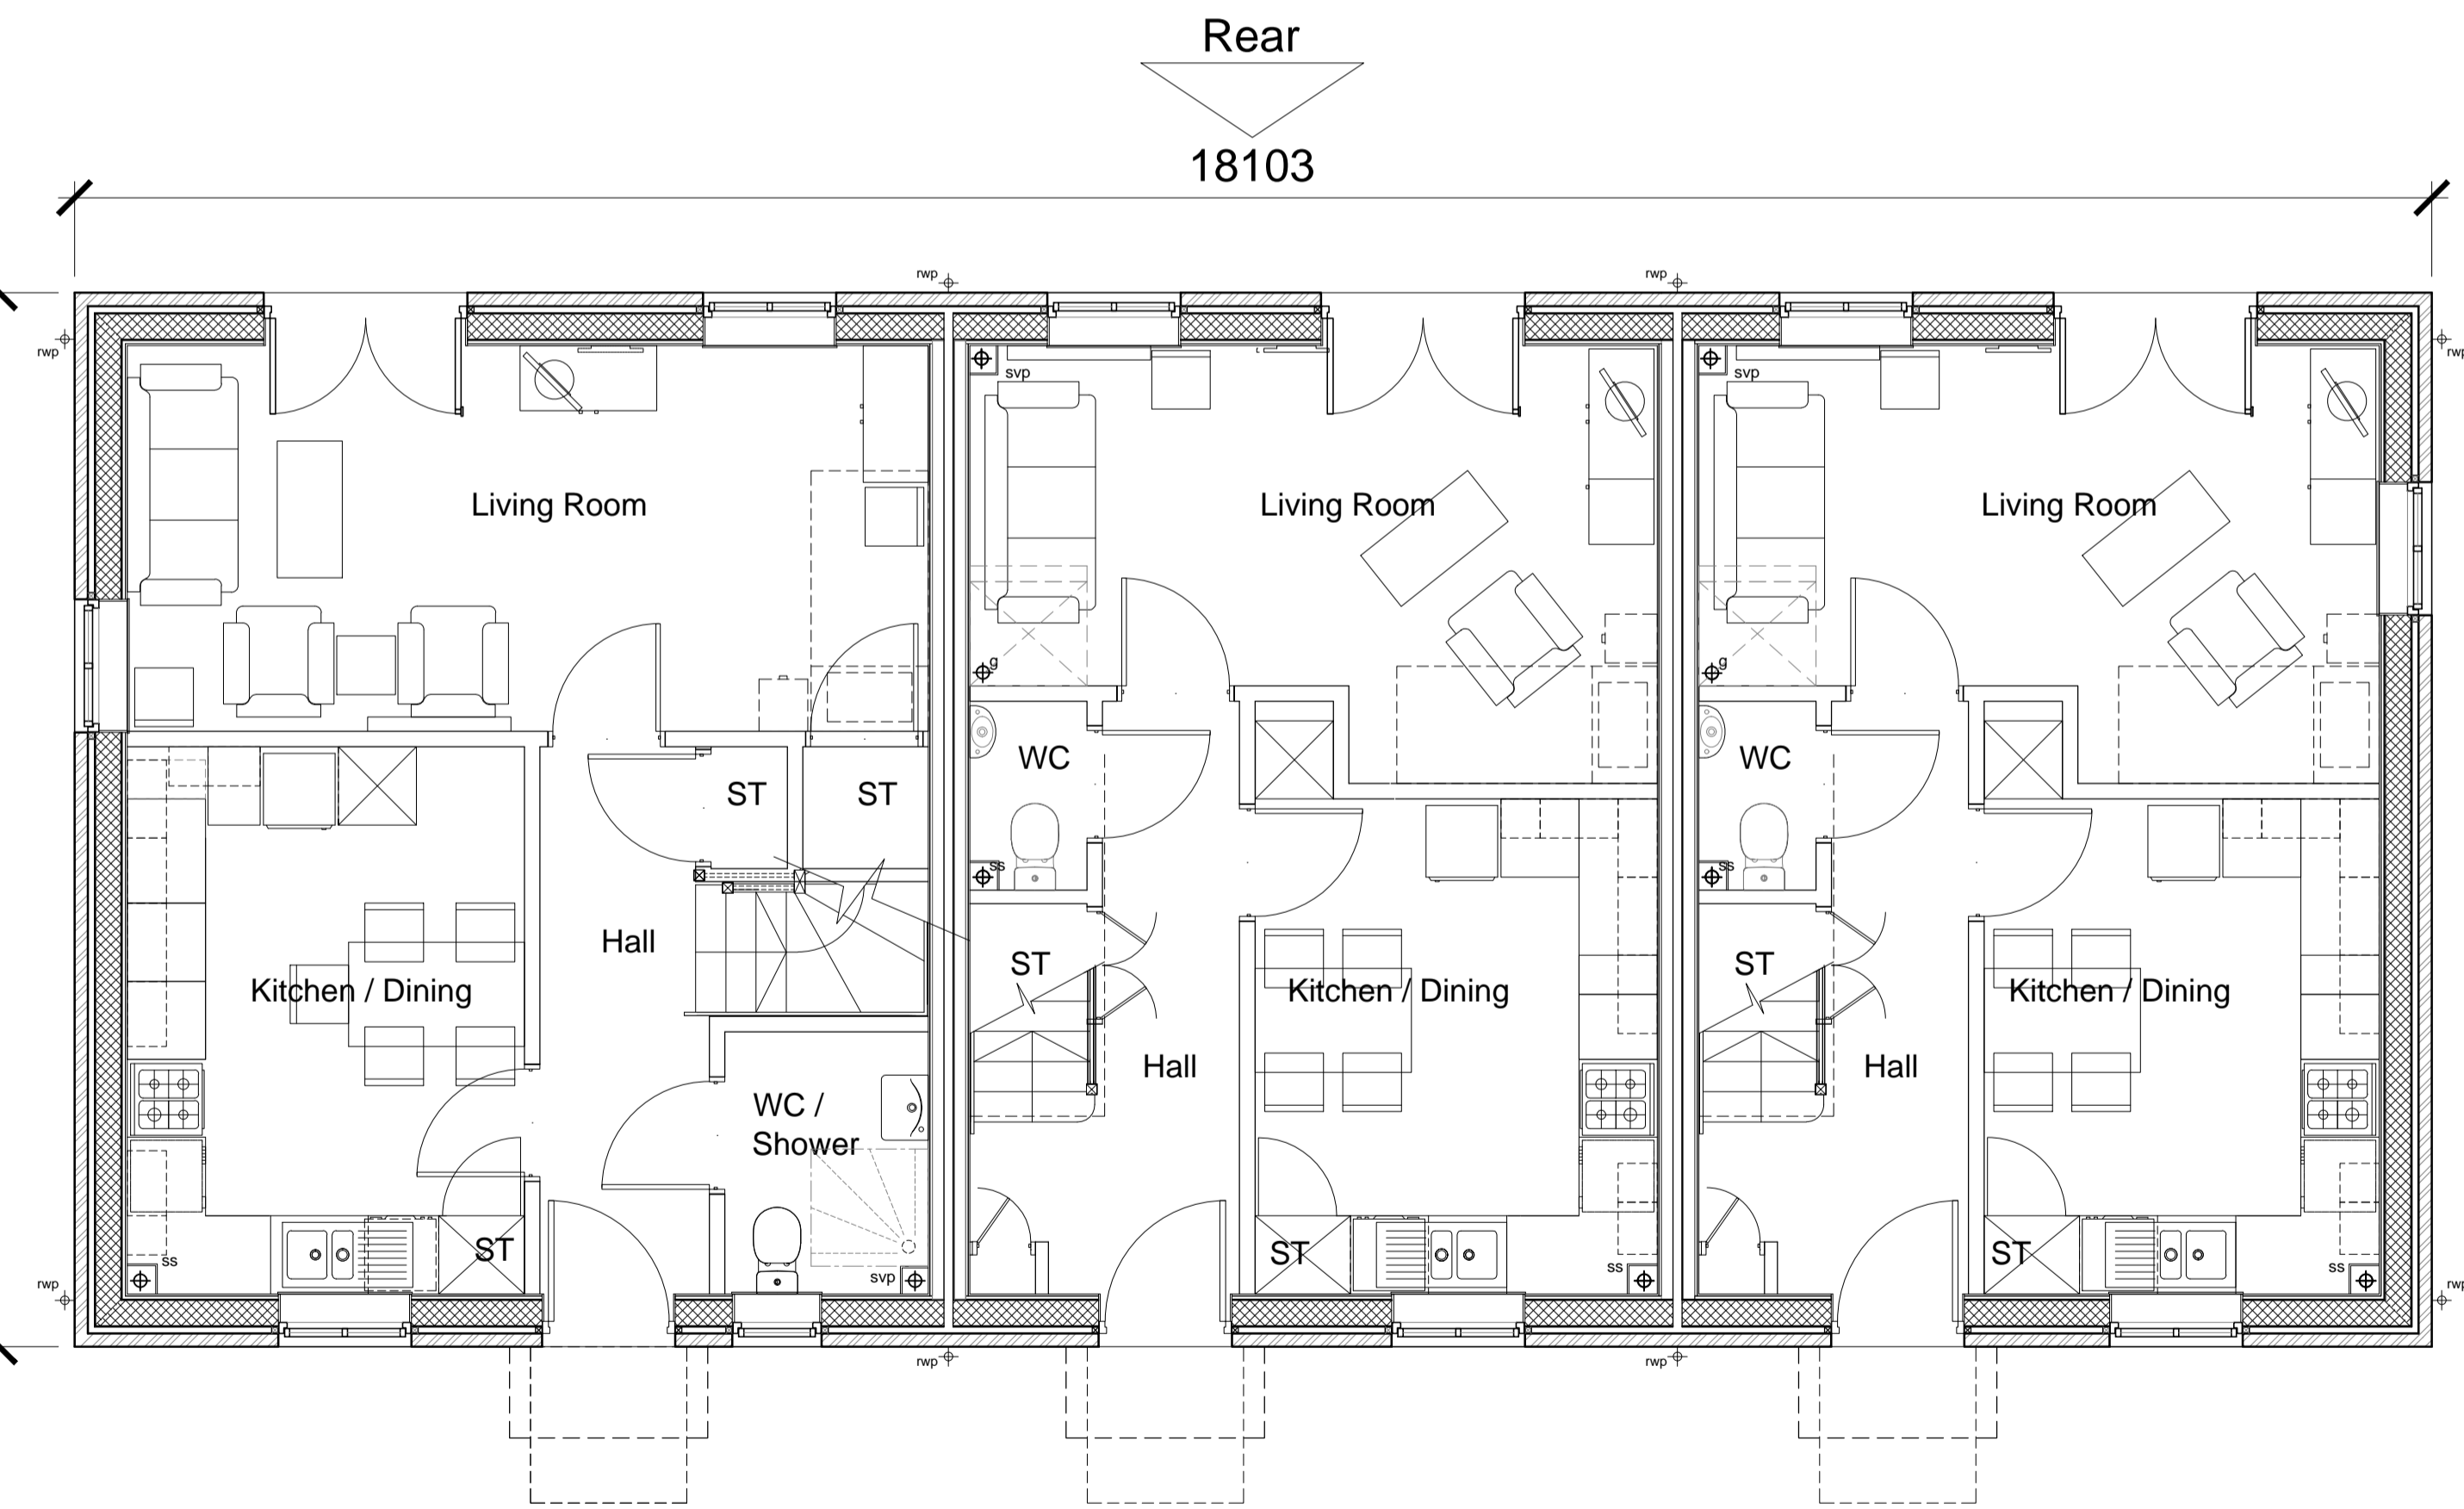 Rear
18103
rwp
rwp
rwp
rwp
svp
svp
Living Room
Living Room
Living Room
g
g
WC
WC
ST
ST
ss
ss
Hall
ST
ST
Kitchen / Dining
Kitchen / Dining
Kitchen / Dining
Hall
Hall
WC /
Shower
ST
ST
ST
ss
svp
ss
ss
rwp
rwp
rwp
rwp